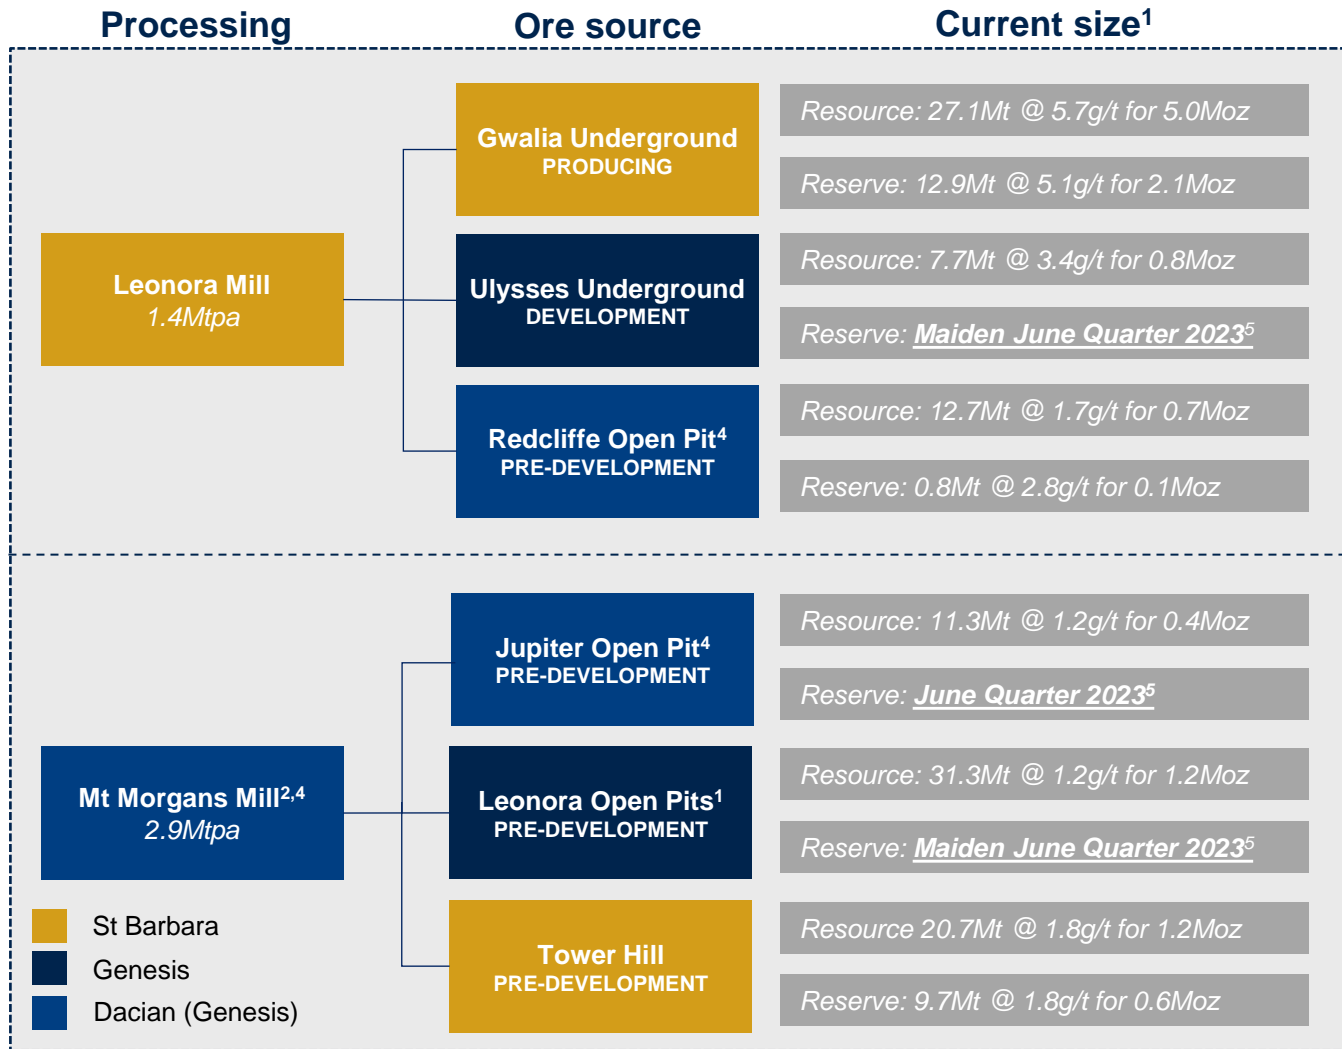 Processing
Ore source
Current size¹
Leonora Mill
1.4Mtpa
Gwalia Underground
PRODUCING
Resource: 27.1Mt @ 5.7g/t for 5.0Moz
Reserve: 12.9Mt @ 5.1g/t for 2.1Moz
Ulysses Underground
DEVELOPMENT
Resource: 7.7Mt @ 3.4g/t for 0.8Moz
Reserve: Maiden June Quarter 2023⁵
Redcliffe Open Pit⁴
PRE-DEVELOPMENT
Resource: 12.7Mt @ 1.7g/t for 0.7Moz
Reserve: 0.8Mt @ 2.8g/t for 0.1Moz
Mt Morgans Mill²,⁴
2.9Mtpa
Jupiter Open Pit⁴
PRE-DEVELOPMENT
Resource: 11.3Mt @ 1.2g/t for 0.4Moz
Reserve: June Quarter 2023⁵
Leonora Open Pits¹
PRE-DEVELOPMENT
Resource: 31.3Mt @ 1.2g/t for 1.2Moz
Reserve: Maiden June Quarter 2023⁵
Tower Hill
PRE-DEVELOPMENT
Resource 20.7Mt @ 1.8g/t for 1.2Moz
Reserve: 9.7Mt @ 1.8g/t for 0.6Moz
St Barbara
Genesis
Dacian (Genesis)